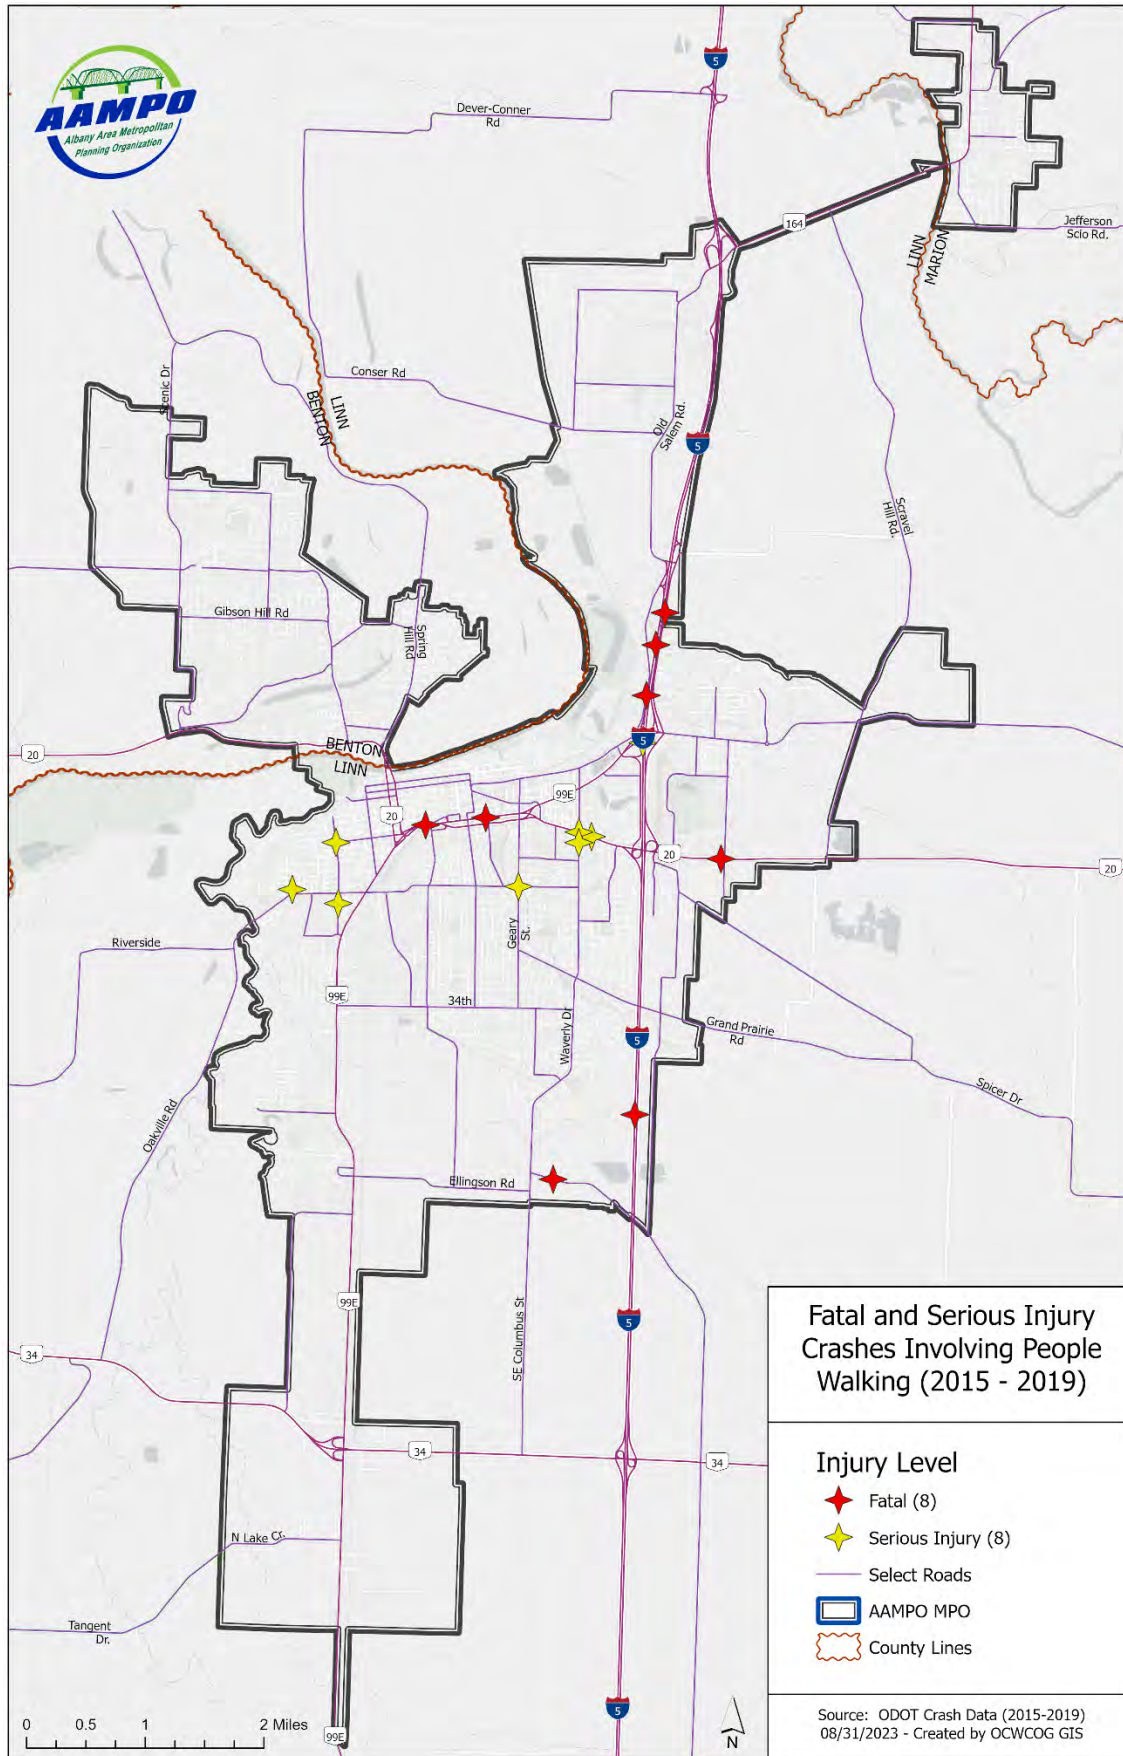 AAMPO
Albany Area Metropolitan
Planning Organization
5
Dever-Conner
Rd
164
Jefferson
Scio Rd.
LINN
MARION
Scenic Dr
Conser Rd
LINN
BENTON
Old
Salem Rd.
5
Scravel
Hill Rd.
Gibson Hill Rd
Spring
Hill Rd
20
BENTON
LINN
5
99E
20
20
20
Riverside
Geary
St.
99E
34th
Waverly Dr
5
Grand Prairie
Rd
Spicer Dr
Oakville Rd
Ellingson Rd
99E
SE Columbus St
5
34
34
34
N Lake Cr.
Tangent
Dr.
5
99E
0 0.5 1 2 Miles
N
Fatal and Serious Injury
Crashes Involving People
Walking (2015 - 2019)
Injury Level
Fatal (8)
Serious Injury (8)
Select Roads
AAMPO MPO
County Lines
Source: ODOT Crash Data (2015-2019)
08/31/2023 - Created by OCWCOG GIS